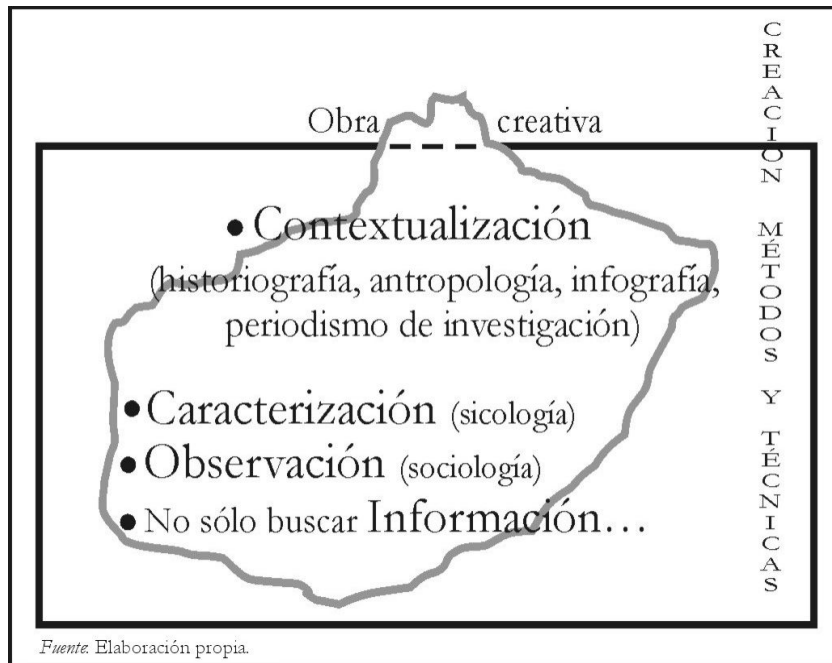 Obra creativa
• Contextualización
(historiografía, antropología, infografía,
periodismo de investigación)
• Caracterización (sicología)
• Observación (sociología)
• No sólo buscar Información...
CREACION MÉTODOS Y TÉCNICAS
Fuente: Elaboración propia.